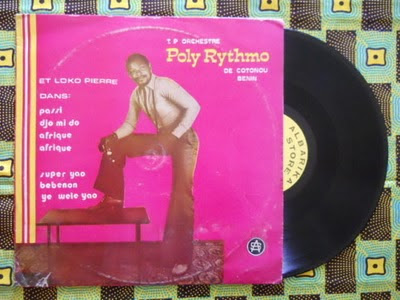 T. P ORCHESTRE
Poly Rythmo
DE COTONOU
BENIN
ET LOKO PIERRE
DANS:
passi
djo mi do
afrique
afrique
super yao
bebenon
ye wele yao
ALBARIKA
STORE